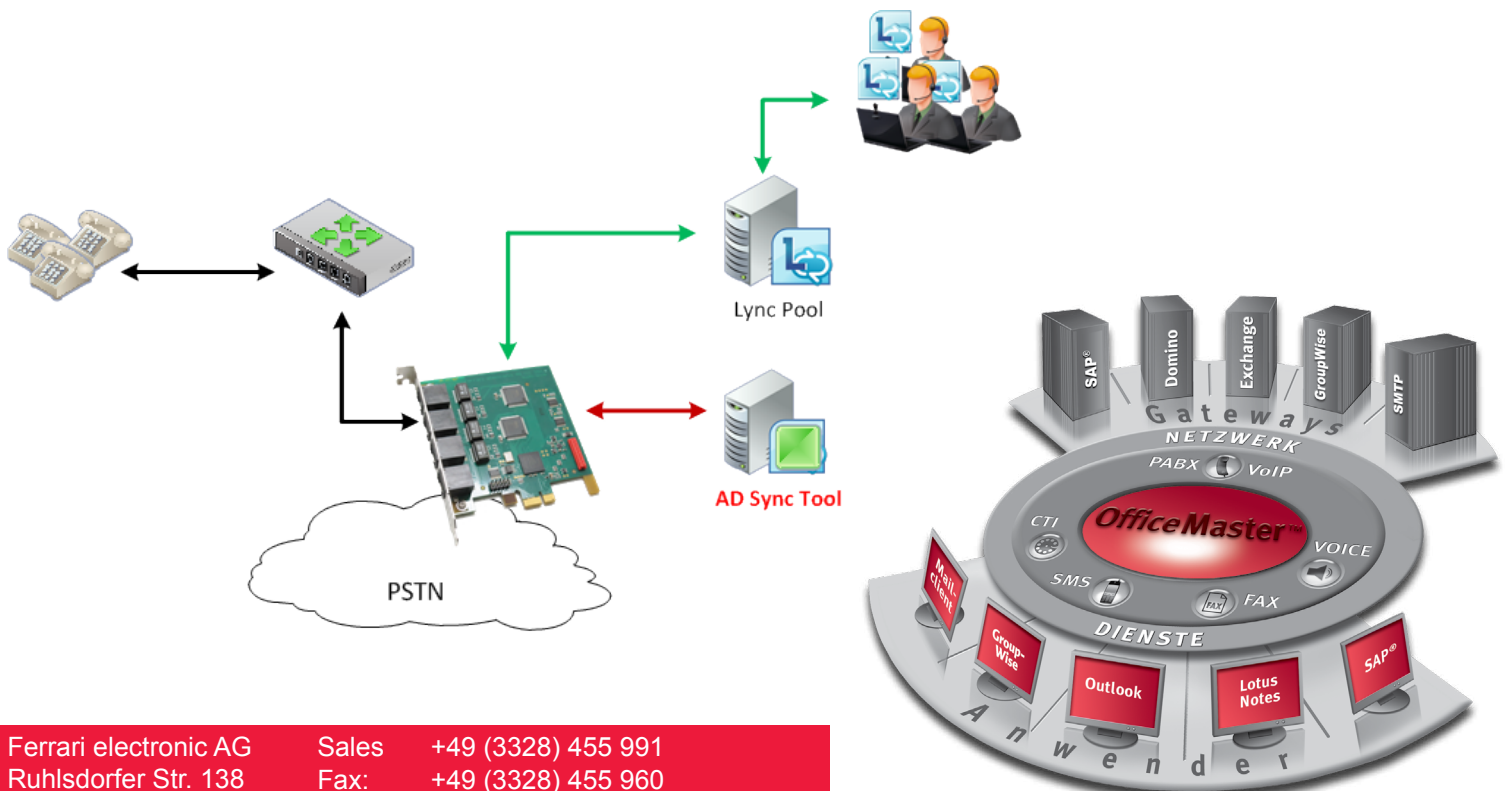 Lync Pool
AD Sync Tool
PSTN
SAP®
Domino
Exchange
GroupWise
SMTP
Gateways
NETZWERK
PABX VoIP
OfficeMaster™
CTI
VOICE
SMS
FAX
FAX
DIENSTE
Mail-
client
Group-
Wise
Outlook
Lotus
Notes
SAP®
Anwender
Ferrari electronic AG Sales +49 (3328) 455 991
Ruhlsdorfer Str. 138 Fax: +49 (3328) 455 960